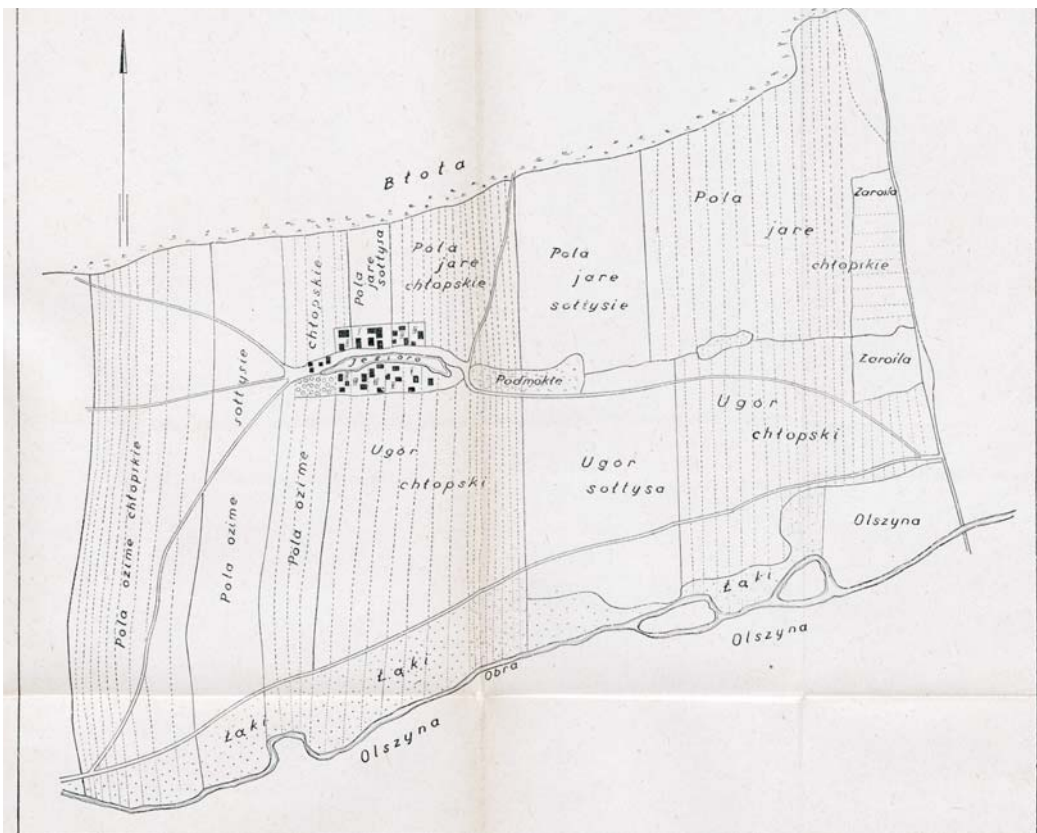 Błota
Pola
jare
chłopskie
Zarośla
Pola
jare
sołtysa
Pola
jare
chłopskie
Pola
jare
sołtysie
chłopskie
sołtysie
jezioro
Podmokłe
Zarośla
Ugór
chłopski
Ugór
chłopski
Ugór
sołtysa
Pola ozime chłopskie
Pola ozime
Pola ozime
Olszyna
Łąki
Łąki
Łąki
Obra
Olszyna
Olszyna